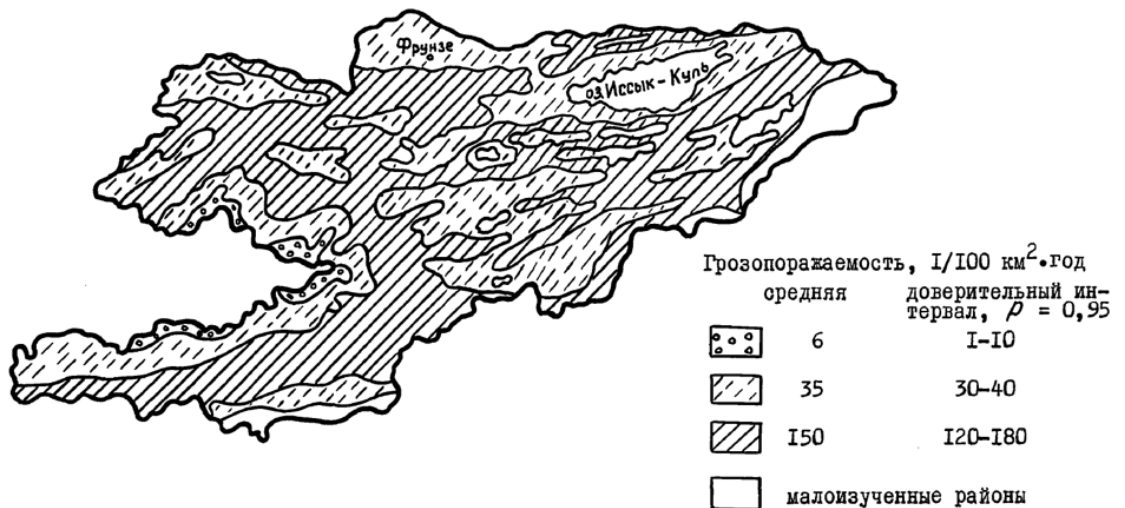 Фрунзе
оз Иссык-Куль
Грозопоражаемость, I/I00 км².год
средняя доверительный ин-
тервал, P = 0,95
6 I-I0
35 30-40
I50 I20-I80
малоизученные районы